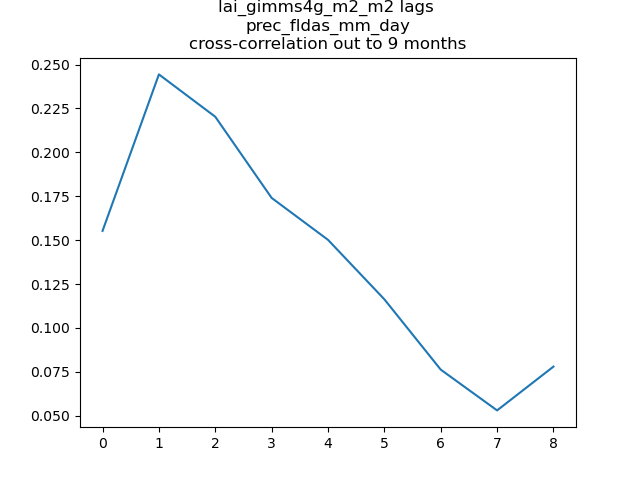 lai_gimms4g_m2_m2 lags
prec_fldas_mm_day
cross-correlation out to 9 months
0.250
0.225
0.200
0.175
0.150
0.125
0.100
0.075
0.050
0 1 2 3 4 5 6 7 8